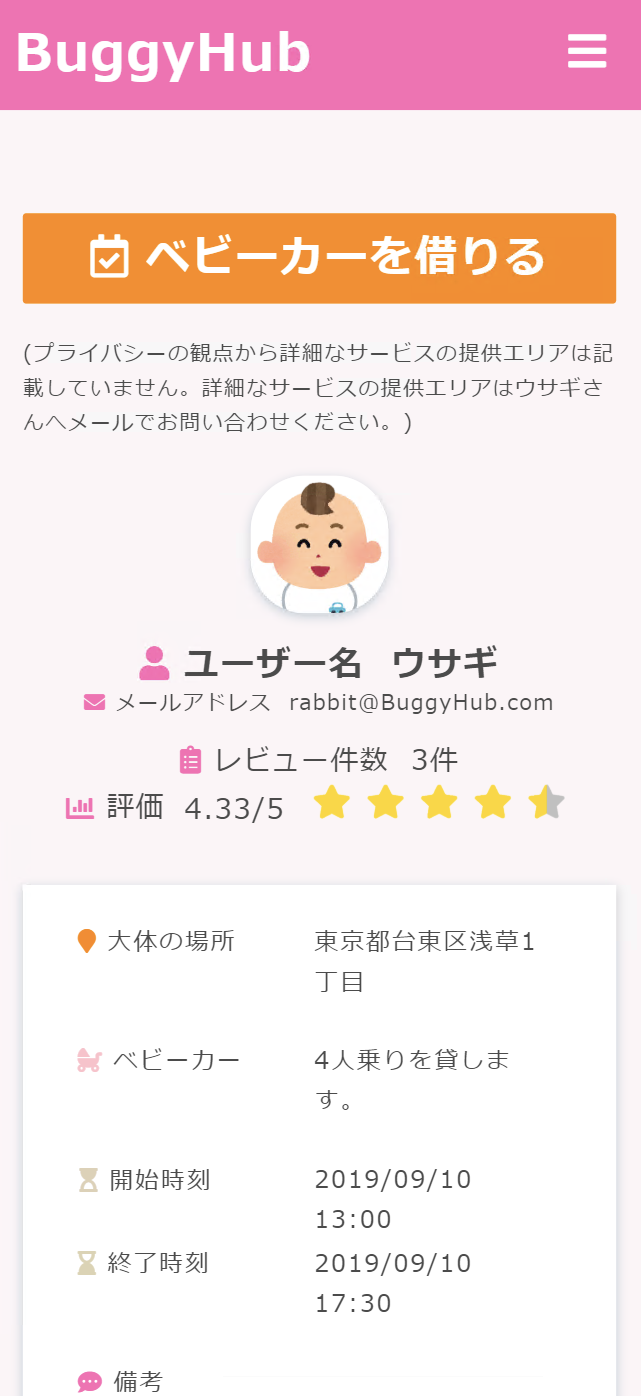 BuggyHub
ベビーカーを借りる
(プライバシーの観点から詳細なサービスの提供エリアは記
載していません。詳細なサービスの提供エリアはウサギさ
んへメールでお問い合わせください。)
ユーザー名 ウサギ
メールアドレス rabbit@BuggyHub.com
レビュー件数 3件
評価 4.33/5
大体の場所 東京都台東区浅草1
丁目
ベビーカー 4人乗りを貸しま
す。
開始時刻 2019/09/10
13:00
終了時刻 2019/09/10
17:30
備考